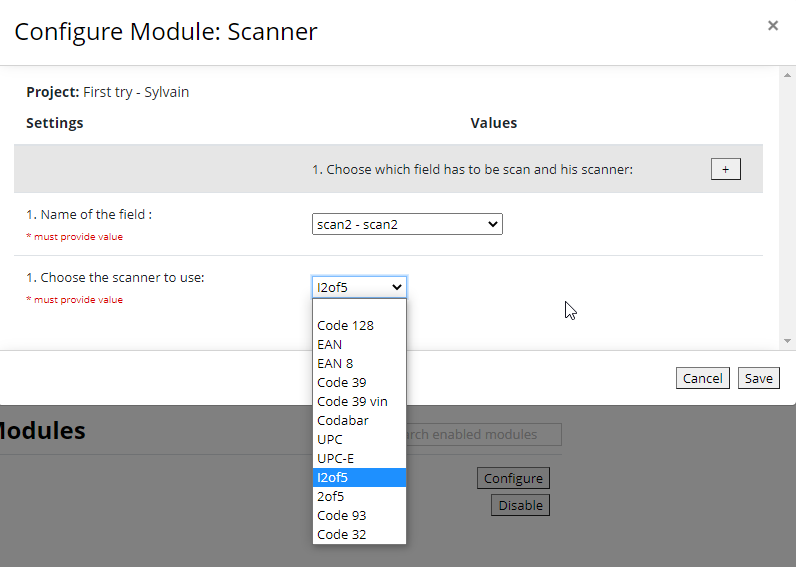 Configure Module: Scanner
×
Project: First try - Sylvain
Settings Values
1. Choose which field has to be scan and his scanner: +
1. Name of the field : scan2 - scan2
* must provide value
1. Choose the scanner to use: I2of5
* must provide value
Code 128
EAN
EAN 8
Code 39
Code 39 vin
Codabar
UPC
UPC-E
I2of5
2of5
Code 93
Code 32
Cancel Save
Modules enabled modules
Configure
Disable